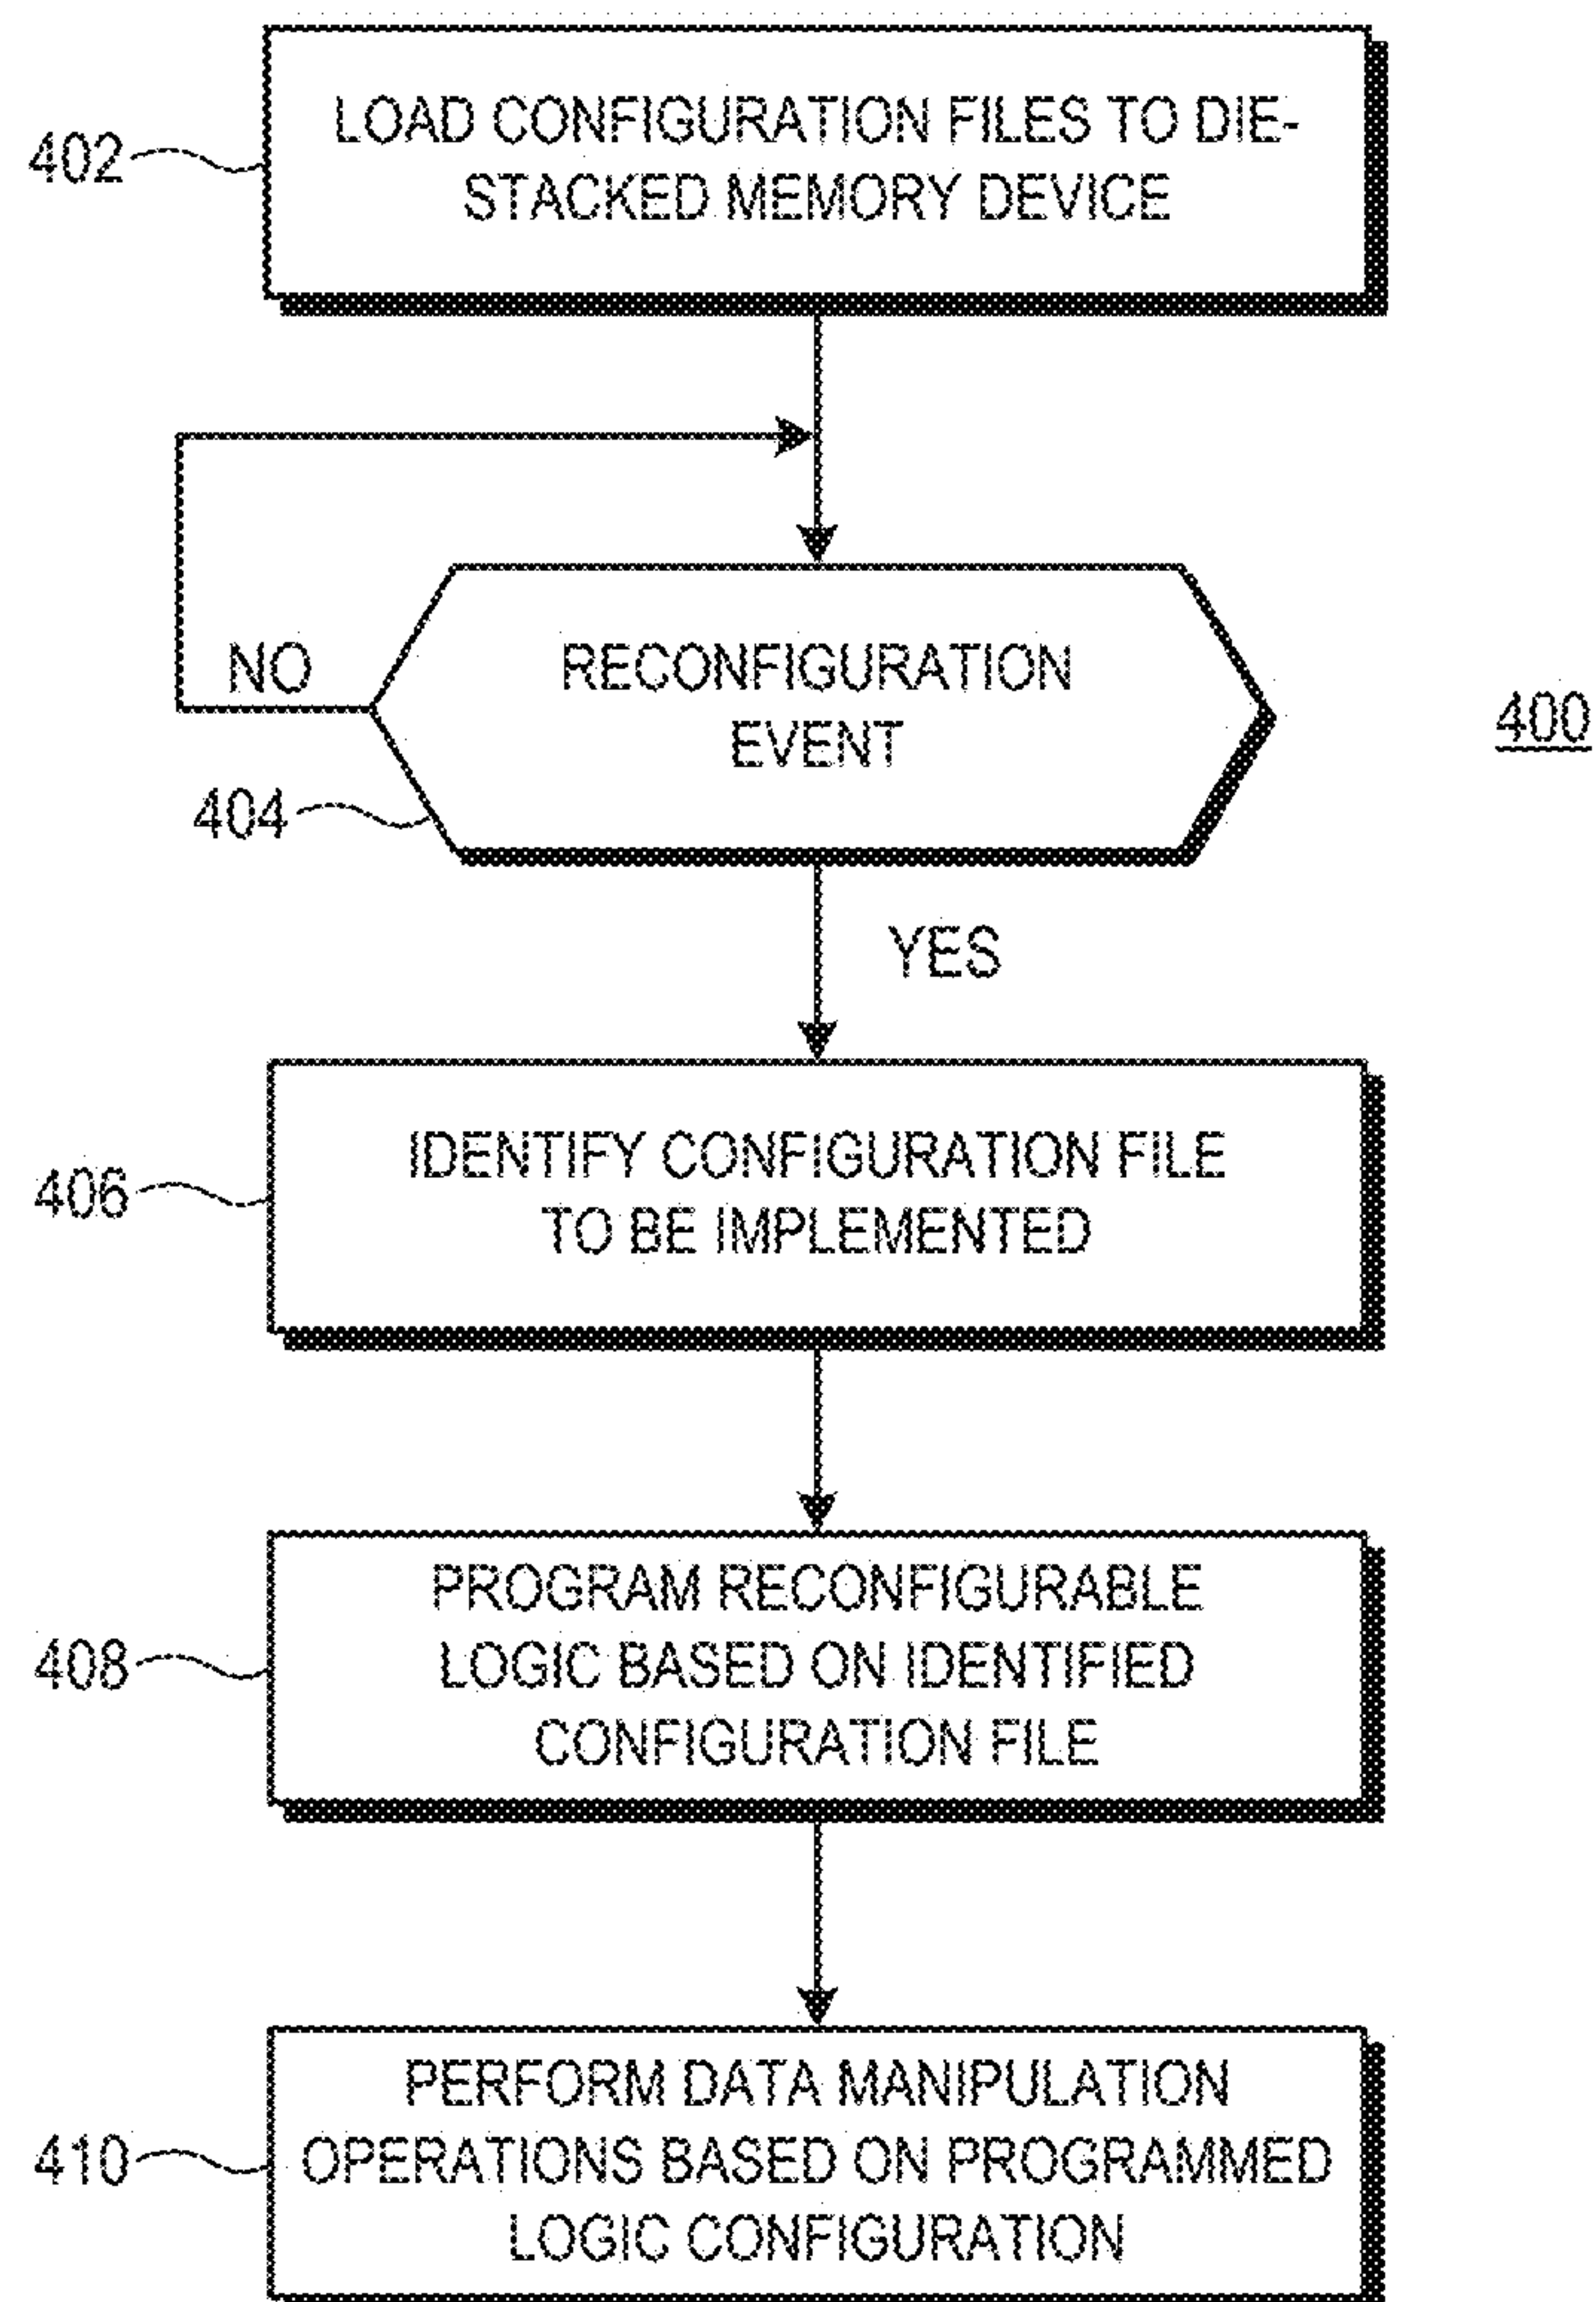 LOAD CONFIGURATION FILES TO DIE-
STACKED MEMORY DEVICE
402
NO
RECONFIGURATION
EVENT
400
404
YES
IDENTIFY CONFIGURATION FILE
TO BE IMPLEMENTED
406
PROGRAM RECONFIGURABLE
LOGIC BASED ON IDENTIFIED
CONFIGURATION FILE
408
PERFORM DATA MANIPULATION
OPERATIONS BASED ON PROGRAMMED
LOGIC CONFIGURATION
410